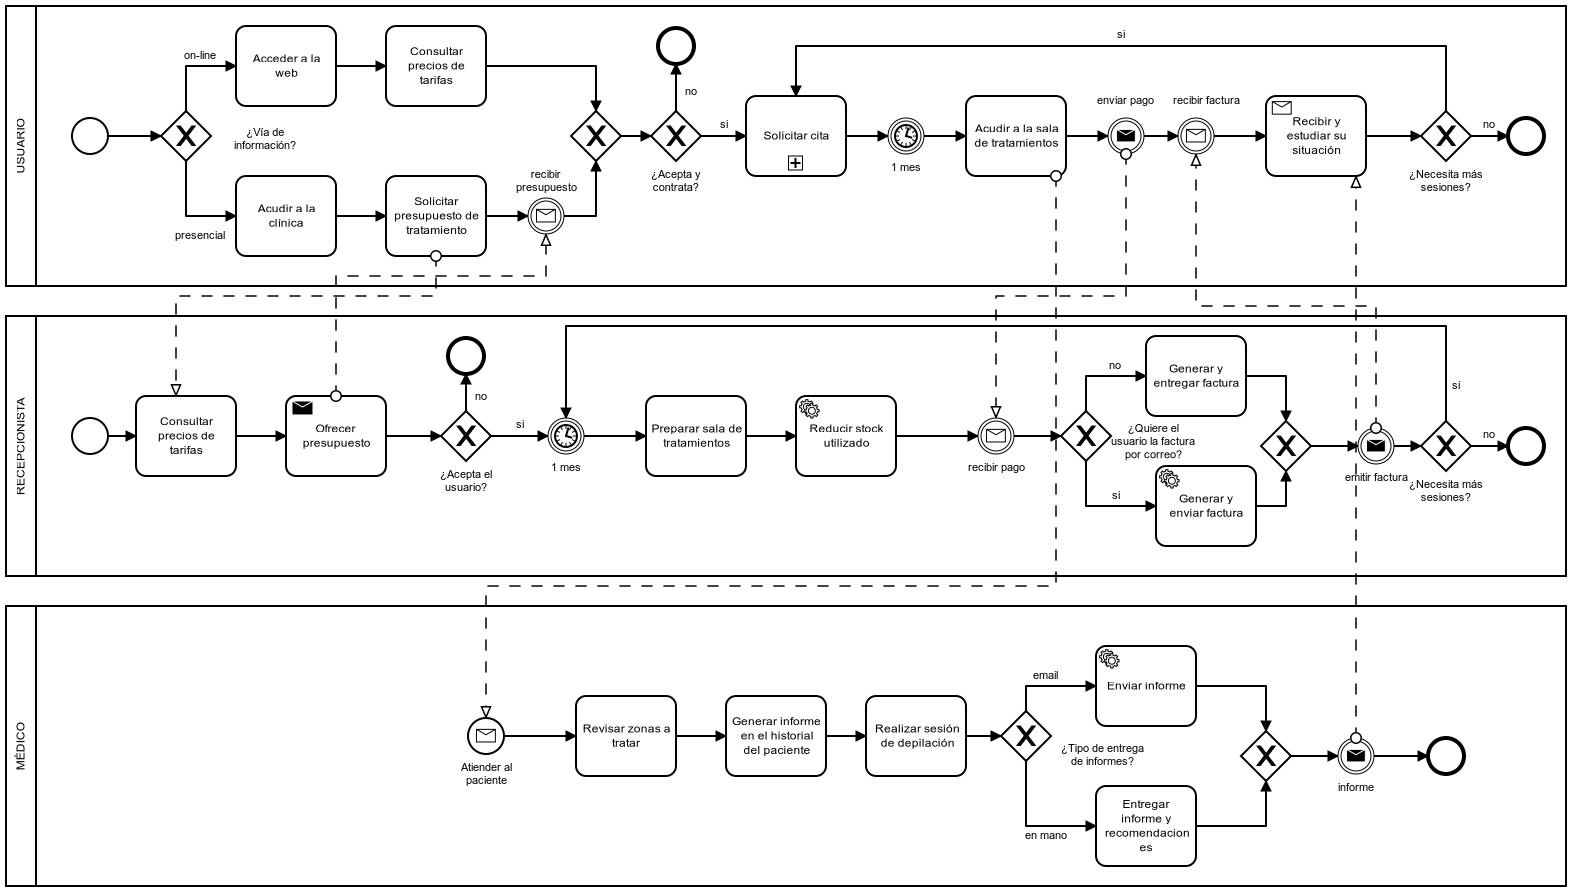 USUARIO
on-line
Acceder a la
web
Consultar
precios de
tarifas
¿Vía de
información?
presencial
Acudir a la
clínica
Solicitar
presupuesto de
tratamiento
recibir
presupuesto
no
¿Acepta y
contrata?
si
Solicitar cita
1 mes
Acudir a la sala
de tratamientos
enviar pago
recibir factura
Recibir y
estudiar su
situación
si
¿Necesita más
sesiones?
no
RECEPCIONISTA
Consultar
precios de
tarifas
Ofrecer
presupuesto
no
¿Acepta el
usuario?
si
1 mes
Preparar sala de
tratamientos
Reducir stock
utilizado
recibir pago
no
Generar y
entregar factura
¿Quiere el
usuario la factura
por correo?
si
Generar y
enviar factura
emitir factura
si
¿Necesita más
sesiones?
no
MÉDICO
Atiender al
paciente
Revisar zonas a
tratar
Generar informe
en el historial
del paciente
Realizar sesión
de depilación
email
Enviar informe
¿Tipo de entrega
de informes?
en mano
Entregar
informe y
recomendacion
es
informe